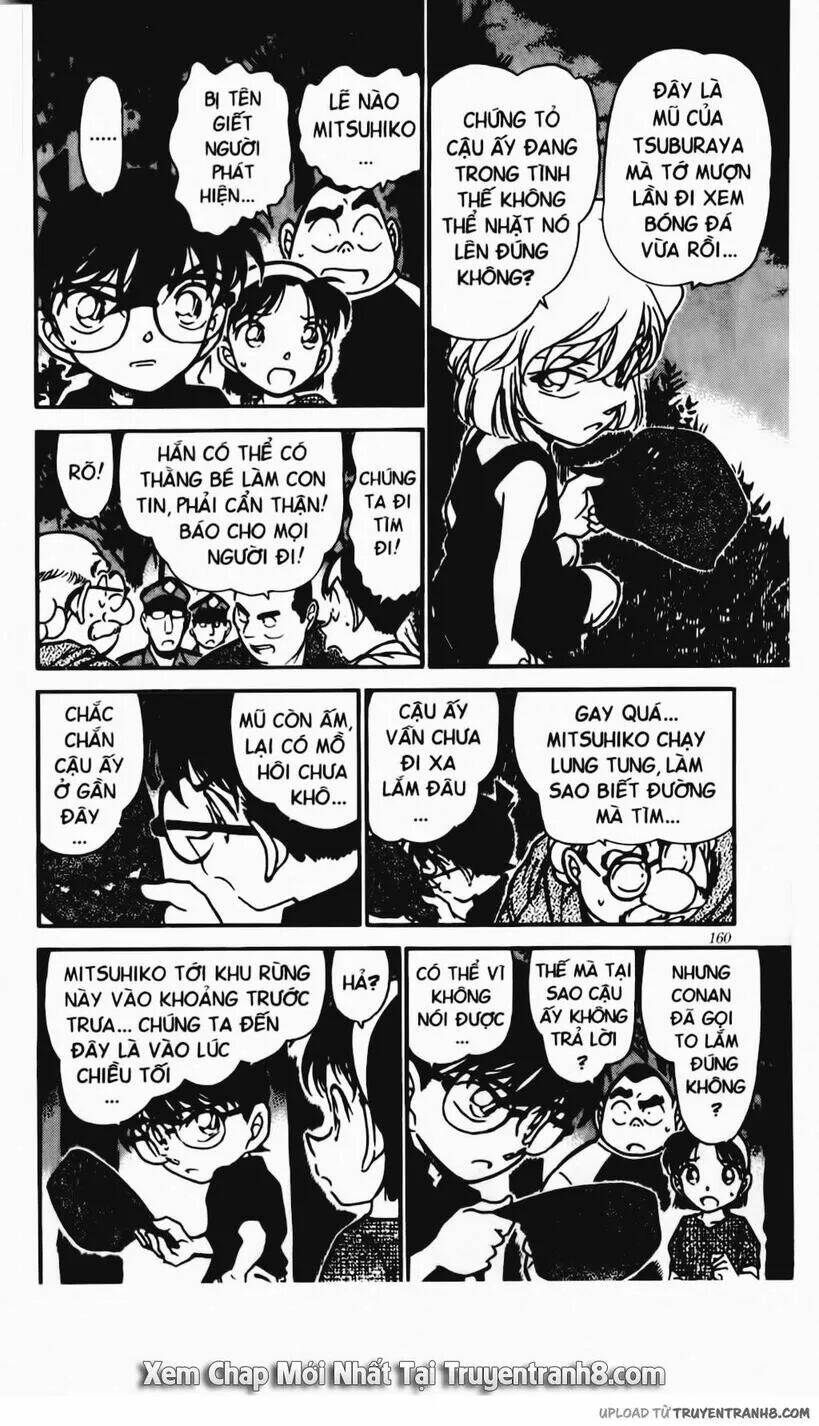 ĐÂY LÀ
MŨ CỦA
TSUBURAYA
MÀ TỚ MƯỢN
LẦN ĐI XEM
BÓNG ĐÁ
VỪA RỒI...
CHỨNG TỎ
CẬU ẤY ĐANG
TRONG TÌNH
THẾ KHÔNG
THỂ NHẶT NÓ
LÊN ĐÚNG
KHÔNG?
LẼ NÀO
MITSUHIKO
...
BỊ TÊN
GIẾT
NGƯỜI
PHÁT
HIỆN...
.....
CHÚNG
TA ĐI
TÌM
ĐI!
HẮN CÓ THỂ CÓ
THẰNG BÉ LÀM CON
TIN, PHẢI CẨN THẬN!
BÁO CHO MỌI
NGƯỜI ĐI!
RÕ!
GAY QUÁ...
MITSUHIKO CHẠY
LUNG TUNG, LÀM
SAO BIẾT ĐƯỜNG
MÀ TÌM...
CẬU ẤY
VẪN CHƯA
ĐI XA
LẮM ĐÂU
MŨ CÒN ẤM,
LẠI CÓ MỒ
HÔI CHƯA
KHÔ...
CHẮC
CHẮN
CẬU ẤY
Ở GẦN
ĐÂY
...
160
NHƯNG
CONAN
ĐÃ GỌI
TO LẮM
ĐÚNG
KHÔNG
?
THẾ MÀ TẠI
SAO CẬU
ẤY KHÔNG
TRẢ LỜI
?
CÓ THỂ VÌ
KHÔNG
NÓI ĐƯỢC
...
HẢ?
MITSUHIKO TỚI KHU RỪNG
NÀY VÀO KHOẢNG TRƯỚC
TRƯA... CHÚNG TA ĐẾN
ĐÂY LÀ VÀO LÚC
CHIỀU TỐI
...
Xem Chap Mới Nhất Tại Truyentranh8.com
UPLOAD TỪ TRUYENTRANH8.COM